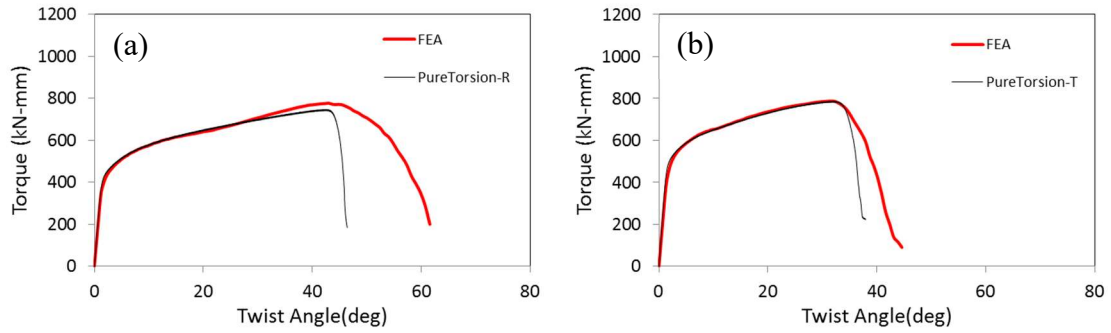 (a)
FEA
PureTorsion-R
Torque (kN-mm)
1200
1000
800
600
400
200
0
0 20 40 60 80
Twist Angle(deg)
(b)
FEA
PureTorsion-T
Torque (kN-mm)
1200
1000
800
600
400
200
0
0 20 40 60 80
Twist Angle(deg)